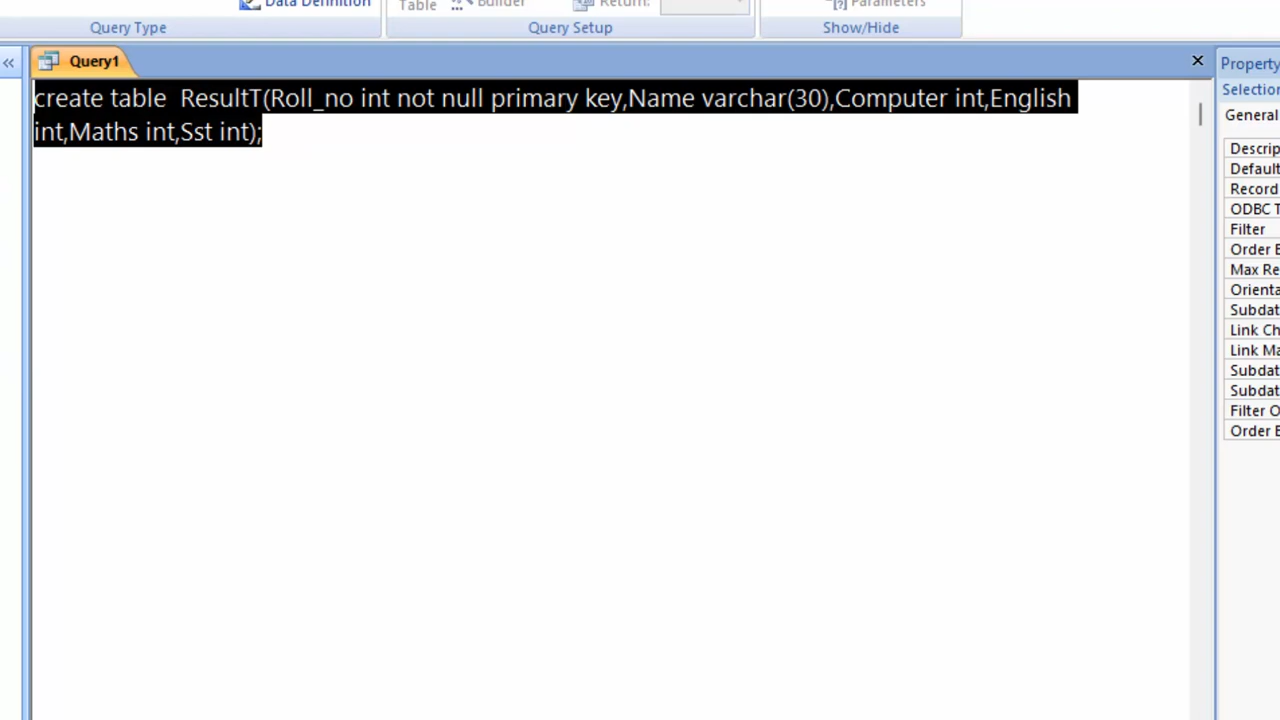 Data Definition
Table
Builder
Return:
Parameters
Query Type
Query Setup
Show/Hide
Query1
create table  ResultT(Roll_no int not null primary key,Name varchar(30),Computer int,English
int,Maths int,Sst int);
Property
Selection
General
Descrip
Default
Record
ODBC T
Filter
Order B
Max Re
Orienta
Subdat
Link Ch
Link Ma
Subdat
Subdat
Filter O
Order B